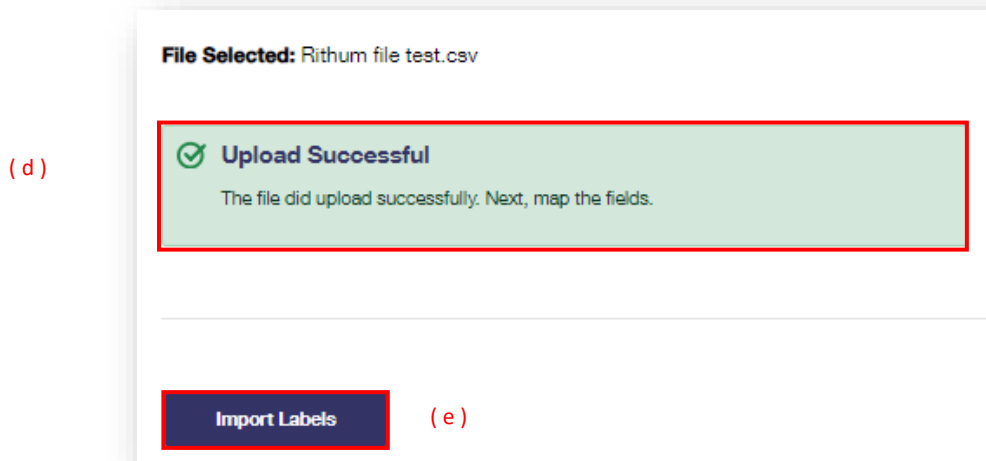 File Selected: Rithum file test.csv
( d )
Upload Successful
The file did upload successfully. Next, map the fields.
Import Labels
( e )